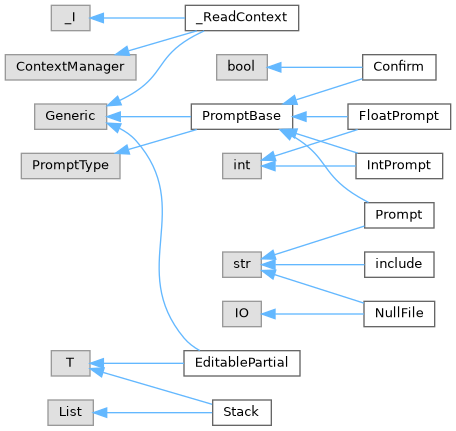 _I
_ReadContext
ContextManager
bool
Confirm
Generic
PromptBase
FloatPrompt
PromptType
int
IntPrompt
Prompt
str
include
IO
NullFile
T
EditablePartial
List
Stack